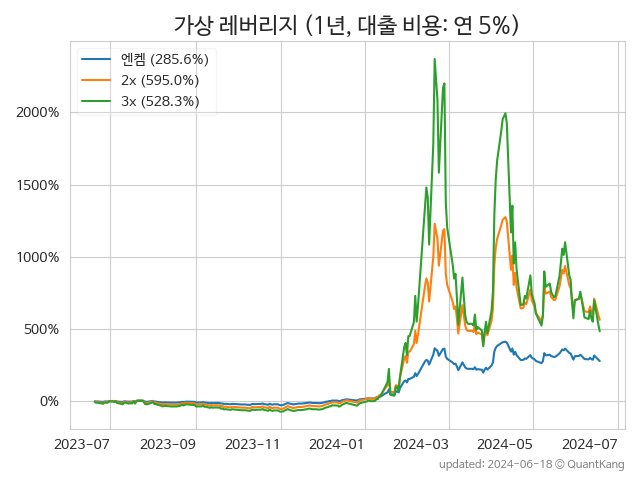 가상 레버리지 (1년, 대출 비용: 연 5%)
엔켐 (285.6%)
2x (595.0%)
3x (528.3%)
2000%
1500%
1000%
500%
0%
2023-07 2023-09 2023-11 2024-01 2024-03 2024-05 2024-07
updated: 2024-06-18 © QuantKang